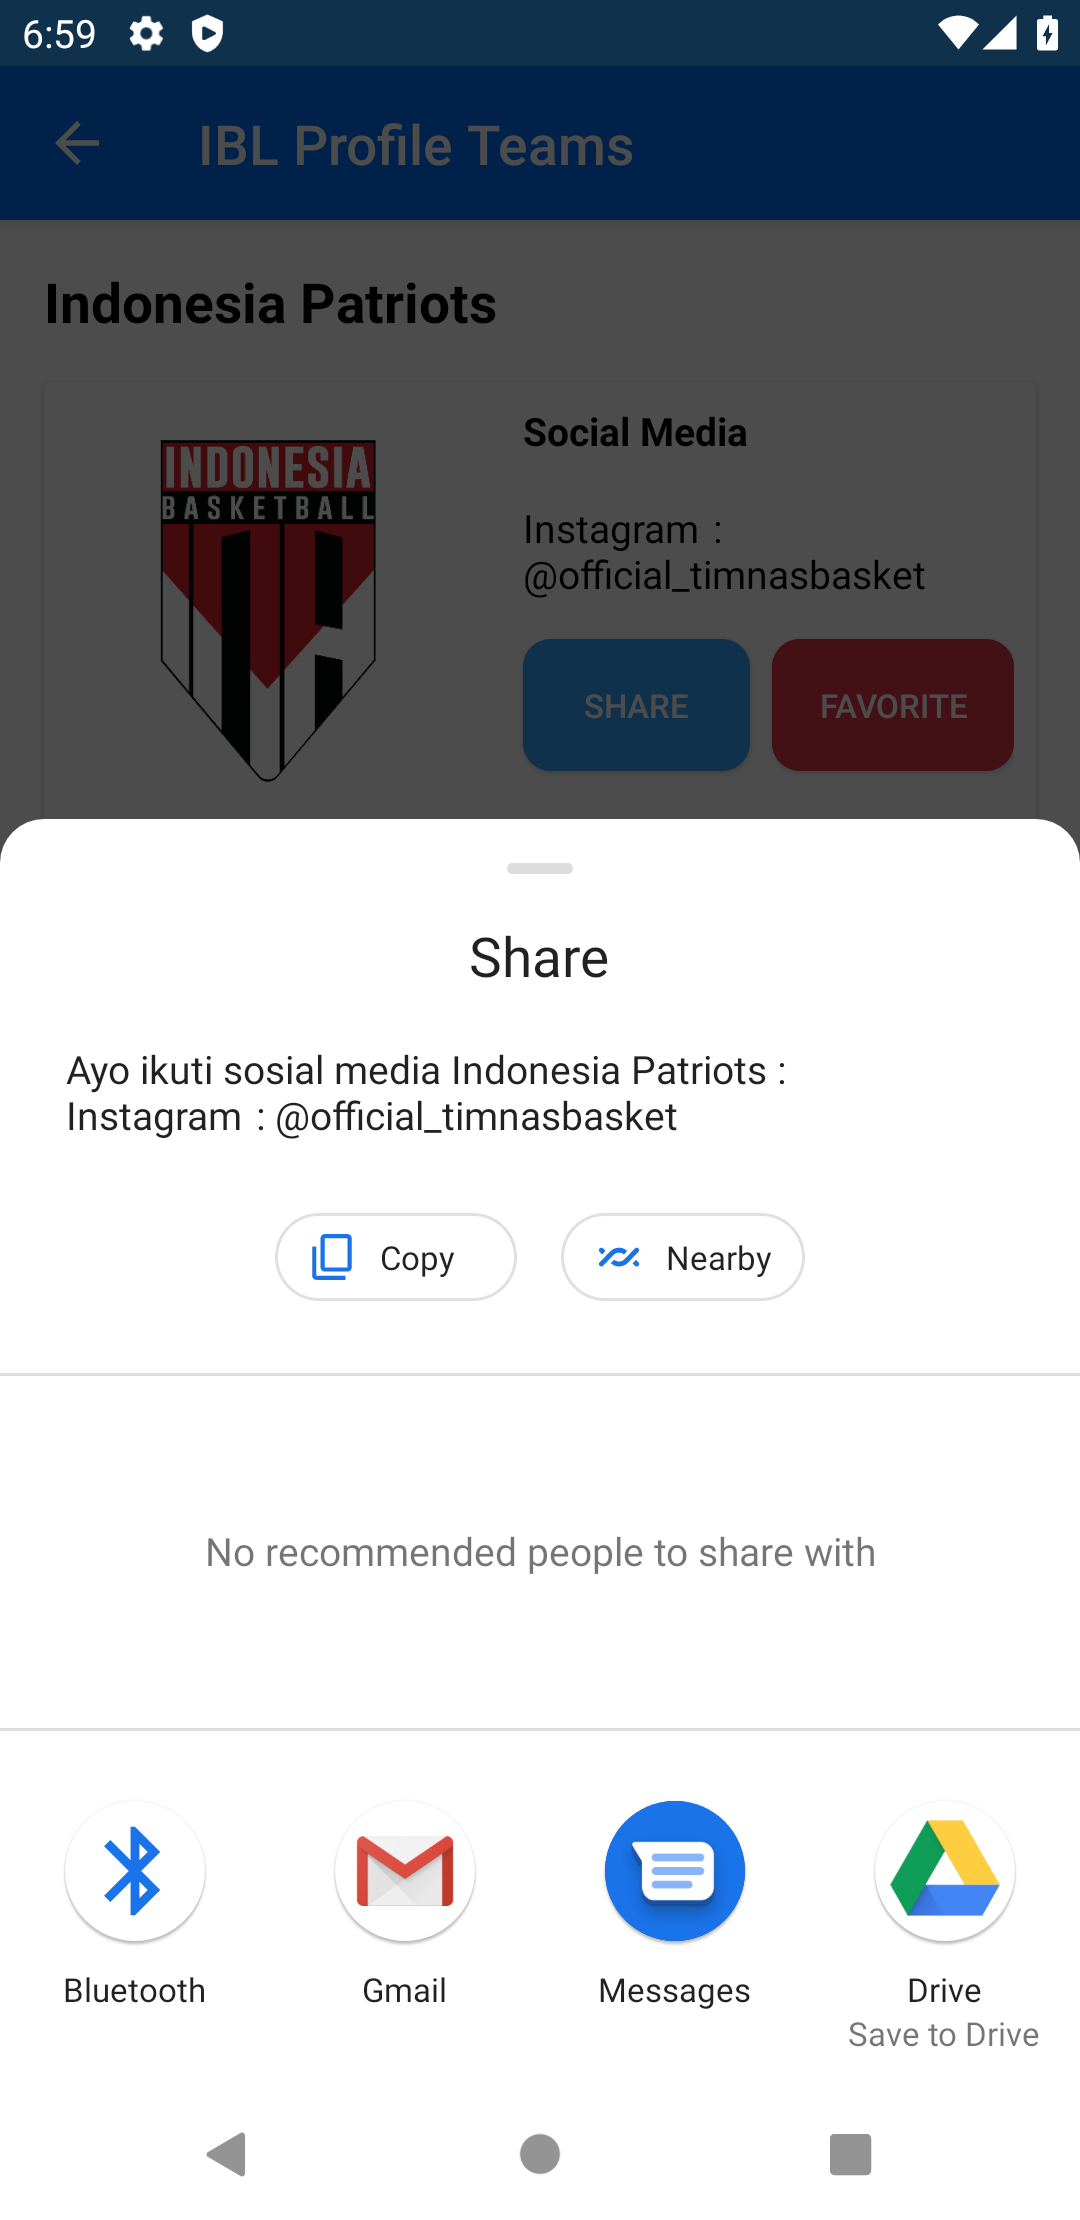 6:59
IBL Profile Teams
Indonesia Patriots
INDONESIA
BASKETBALL
Social Media
Instagram :
@official_timnasbasket
SHARE
FAVORITE
Share
Ayo ikuti sosial media Indonesia Patriots :
Instagram : @official_timnasbasket
Copy
Nearby
No recommended people to share with
Bluetooth
Gmail
Messages
Drive
Save to Drive